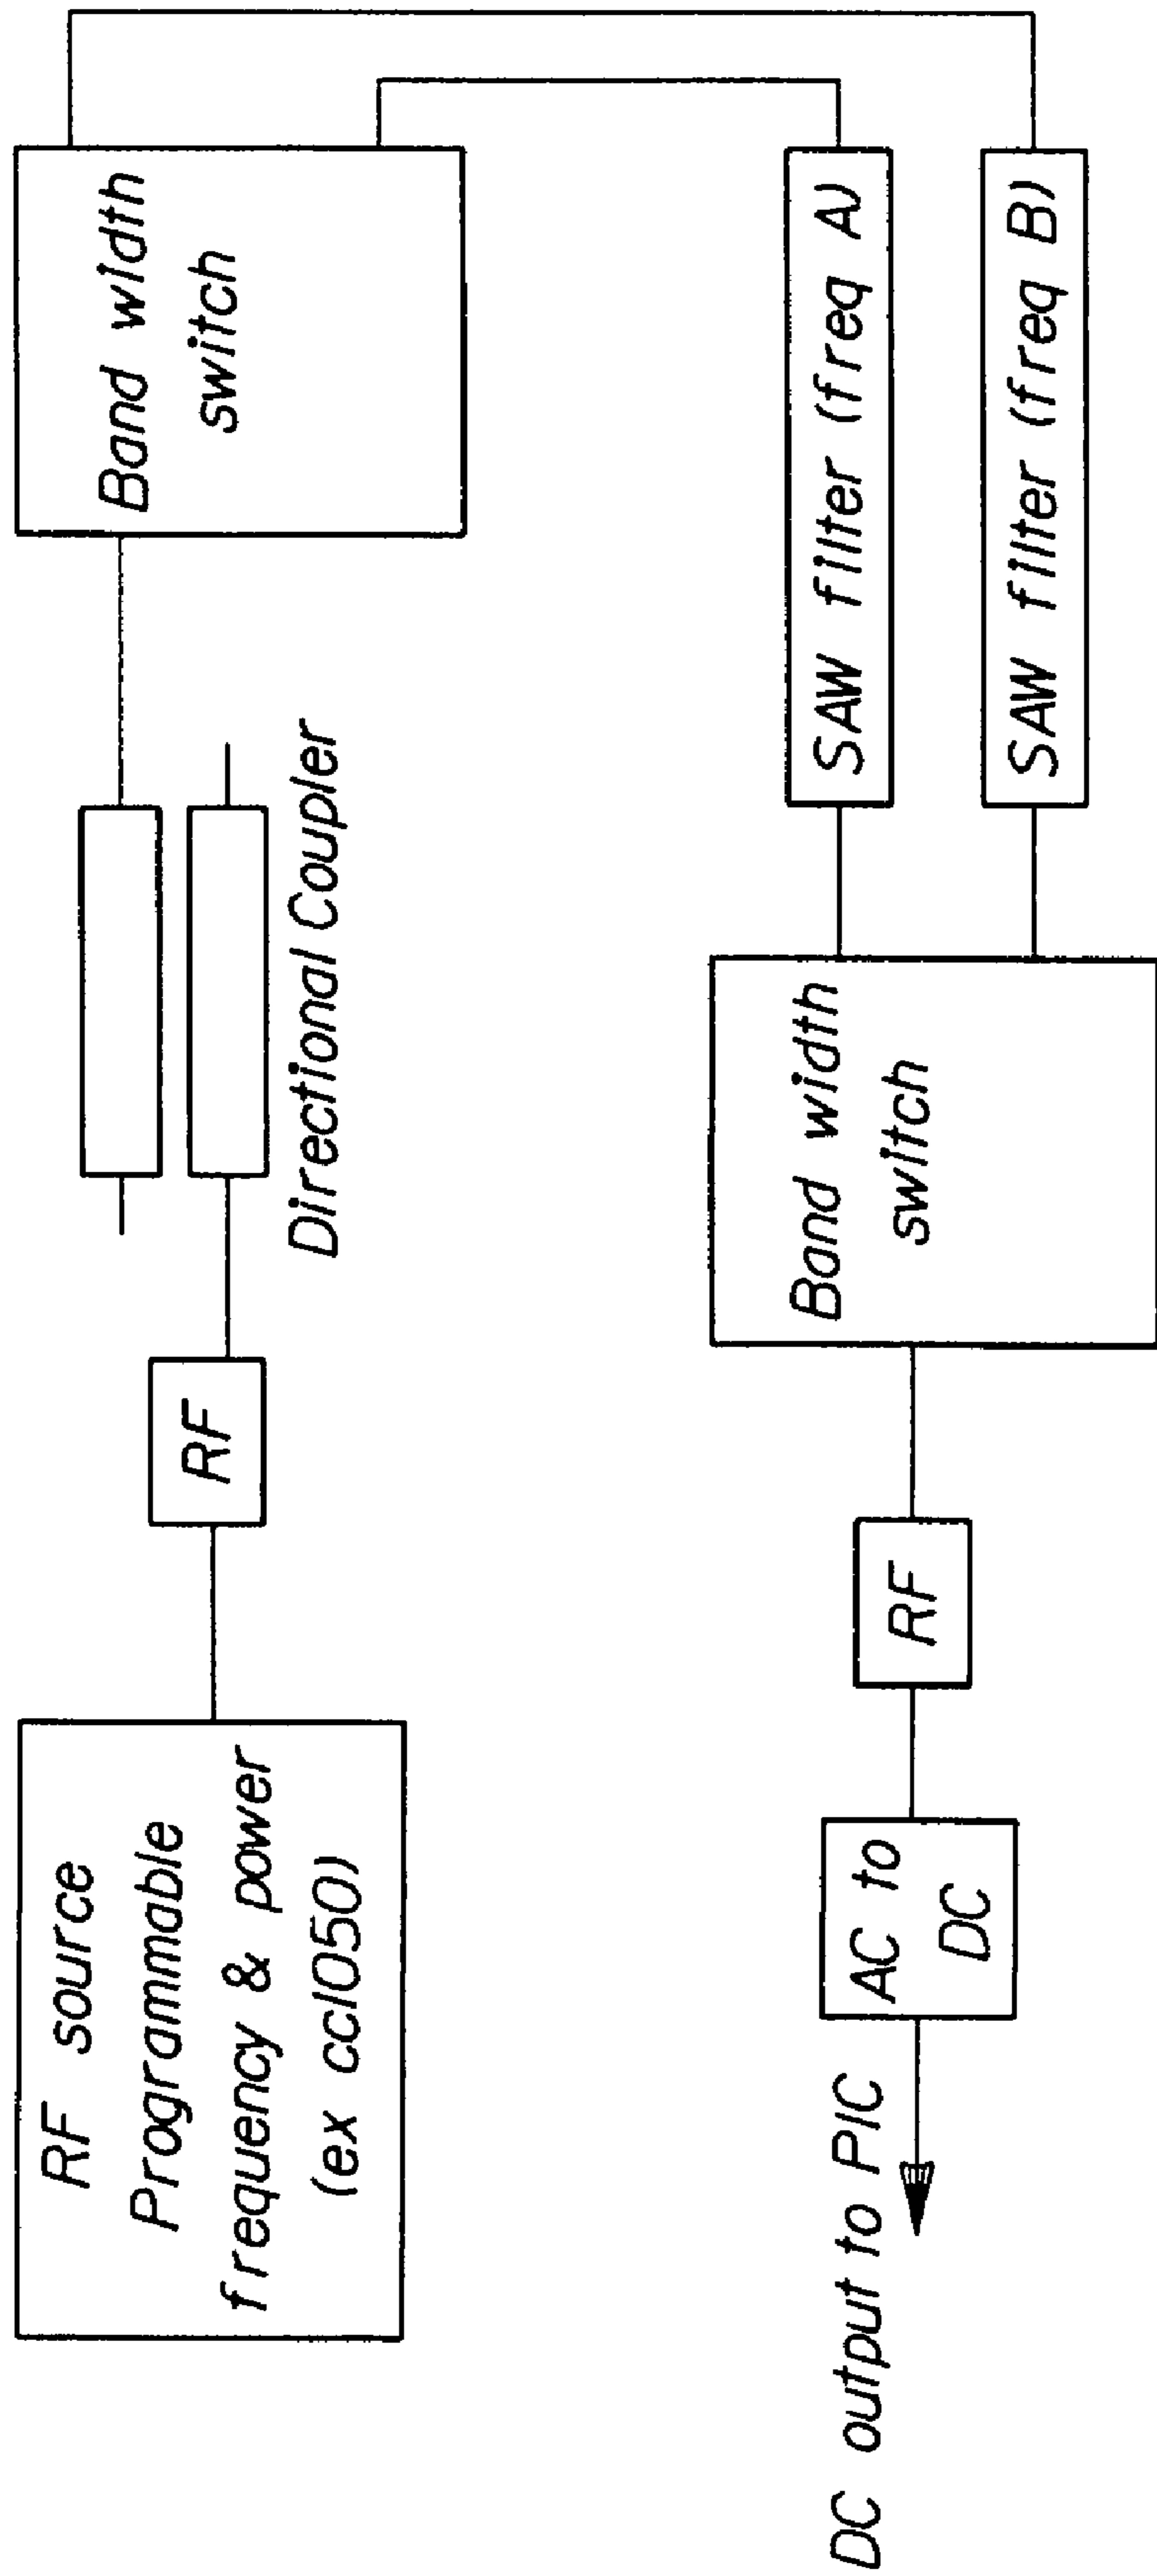 RF source
Programmable
frequency & power
(ex cc1050)
RF
Directional Coupler
Band width
switch
DC output to PIC
AC to
DC
RF
Band width
switch
SAW filter (freq A)
SAW filter (freq B)